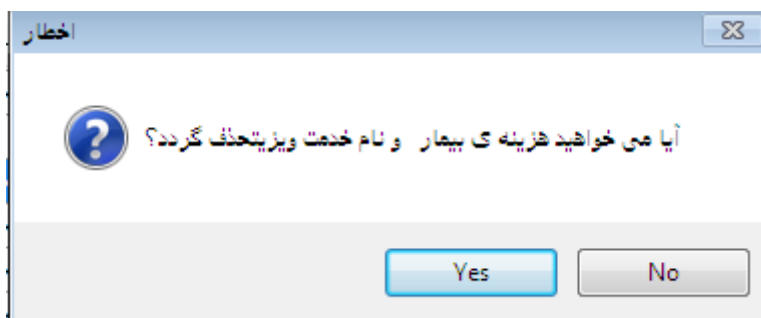 اخطار
آیا می خواهید هزینه ی بیمار و نام خدمت ویزیتحذف گردد؟
Yes
No